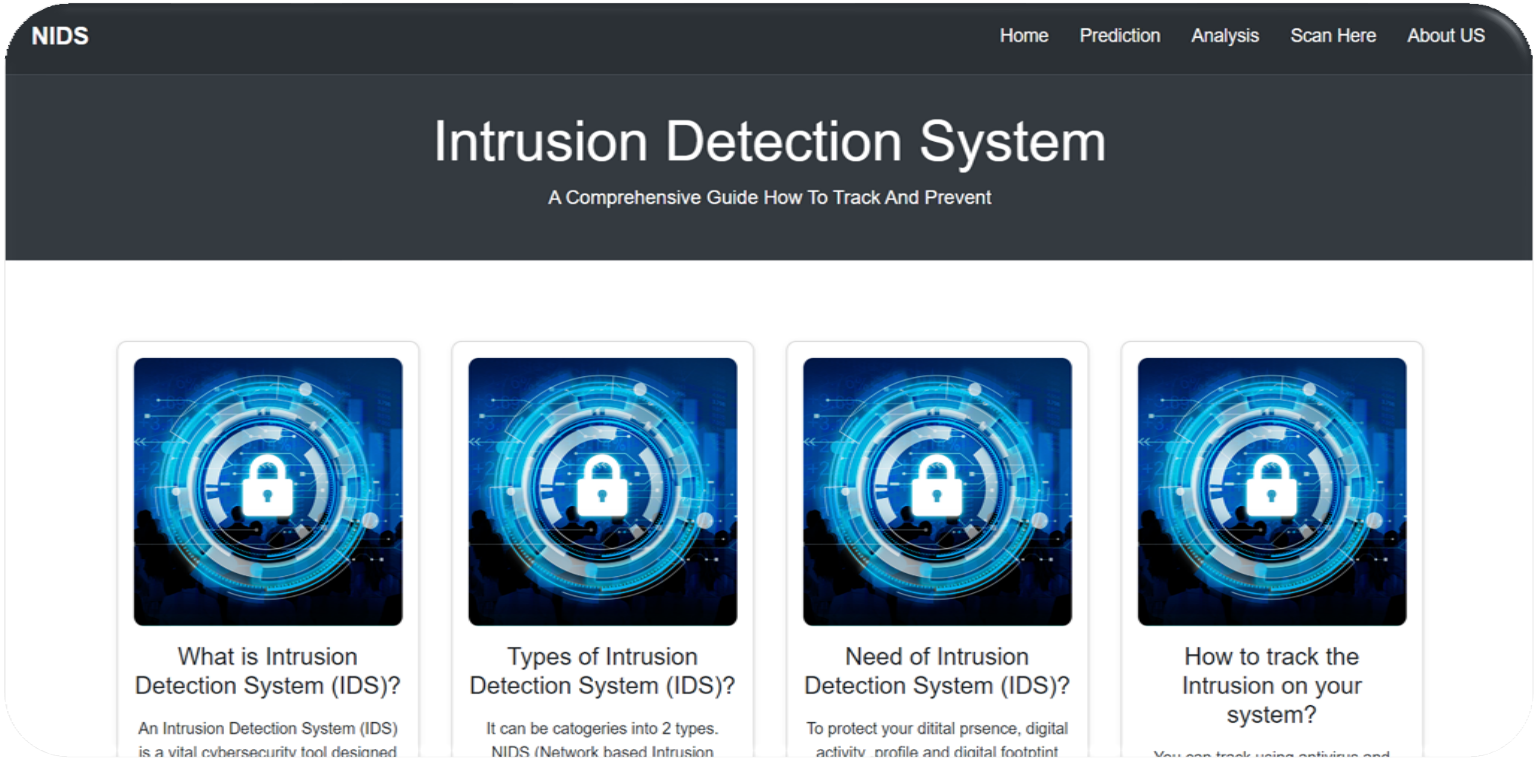 NIDS
Home Prediction Analysis Scan Here About US
Intrusion Detection System
A Comprehensive Guide How To Track And Prevent
What is Intrusion
Detection System (IDS)?
An Intrusion Detection System (IDS)
is a vital cybersecurity tool designed
Types of Intrusion
Detection System (IDS)?
It can be catogeries into 2 types.
NIDS (Network based Intrusion
Need of Intrusion
Detection System (IDS)?
To protect your ditital prsence, digital
activity, profile and digital footptint
How to track the
Intrusion on your
system?
You can track using antivirus and